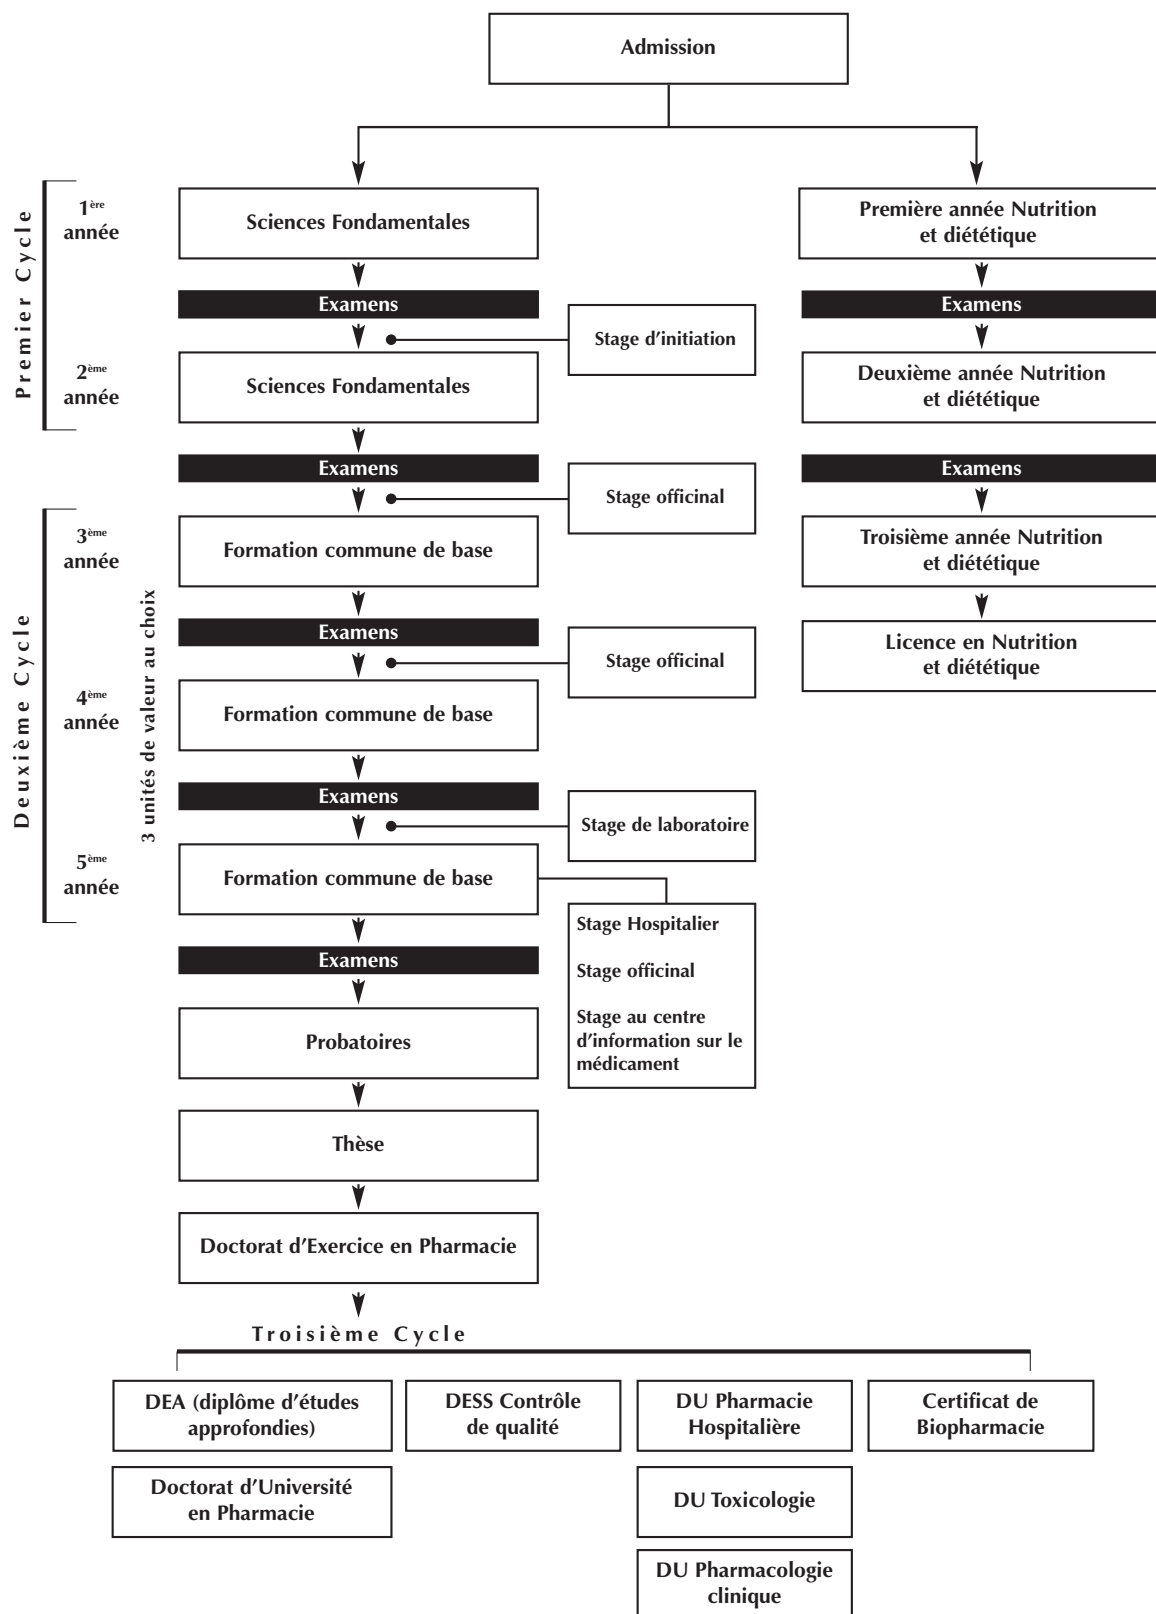 Admission
Premier Cycle
1ère
année
Sciences Fondamentales
Première année Nutrition
et diététique
Examens
Examens
Stage d'initiation
2ème
année
Sciences Fondamentales
Deuxième année Nutrition
et diététique
Examens
Examens
Stage officinal
Deuxième Cycle
3 unités de valeur au choix
3ème
année
Formation commune de base
Troisième année Nutrition
et diététique
Examens
Stage officinal
Licence en Nutrition
et diététique
4ème
année
Formation commune de base
Examens
Stage de laboratoire
5ème
année
Formation commune de base
Stage Hospitalier
Stage officinal
Stage au centre
d'information sur le
médicament
Examens
Probatoires
Thèse
Doctorat d'Exercice en Pharmacie
Troisième Cycle
DEA (diplôme d'études
approfondies)
DESS Contrôle
de qualité
DU Pharmacie
Hospitalière
Certificat de
Biopharmacie
Doctorat d'Université
en Pharmacie
DU Toxicologie
DU Pharmacologie
clinique